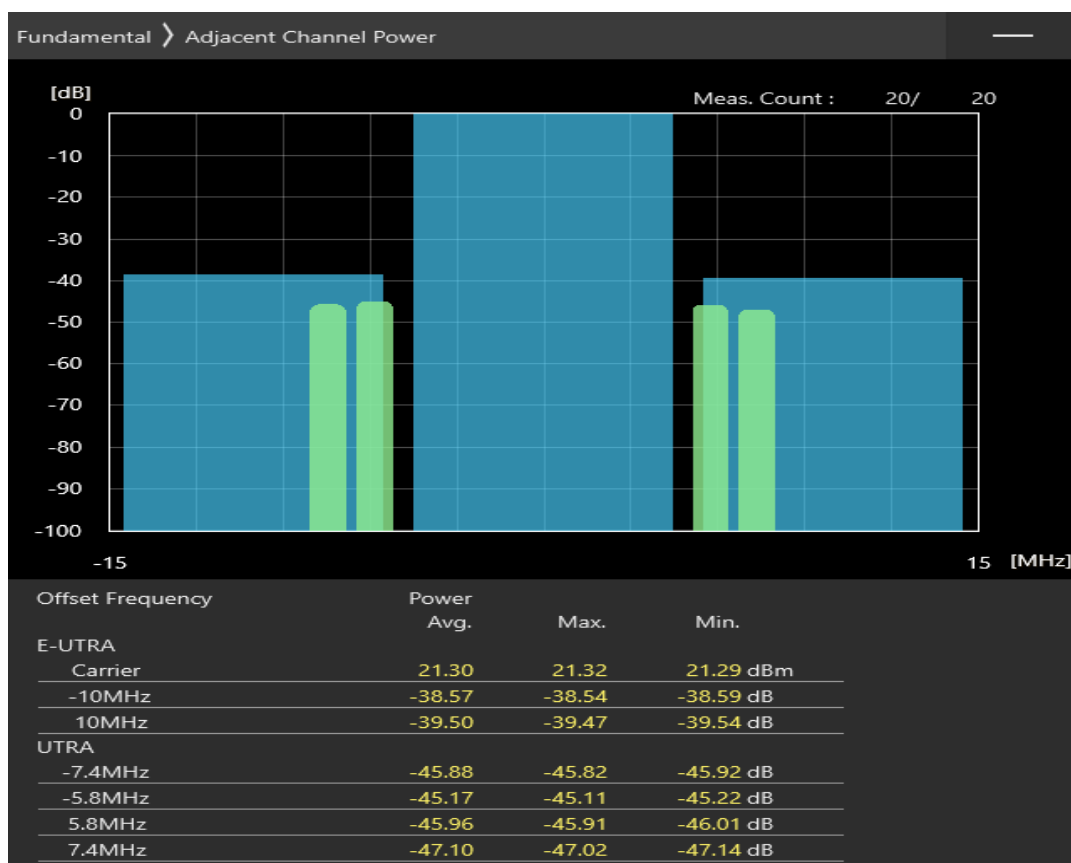 Fundamental ❯ Adjacent Channel Power
[dB]
Meas. Count : 20/ 20
0
-10
-20
-30
-40
-50
-60
-70
-80
-90
-100
-15 15 [MHz]
Offset Frequency Power
Avg. Max. Min.
E-UTRA
Carrier 21.30 21.32 21.29 dBm
-10MHz -38.57 -38.54 -38.59 dB
10MHz -39.50 -39.47 -39.54 dB
UTRA
-7.4MHz -45.88 -45.82 -45.92 dB
-5.8MHz -45.17 -45.11 -45.22 dB
5.8MHz -45.96 -45.91 -46.01 dB
7.4MHz -47.10 -47.02 -47.14 dB